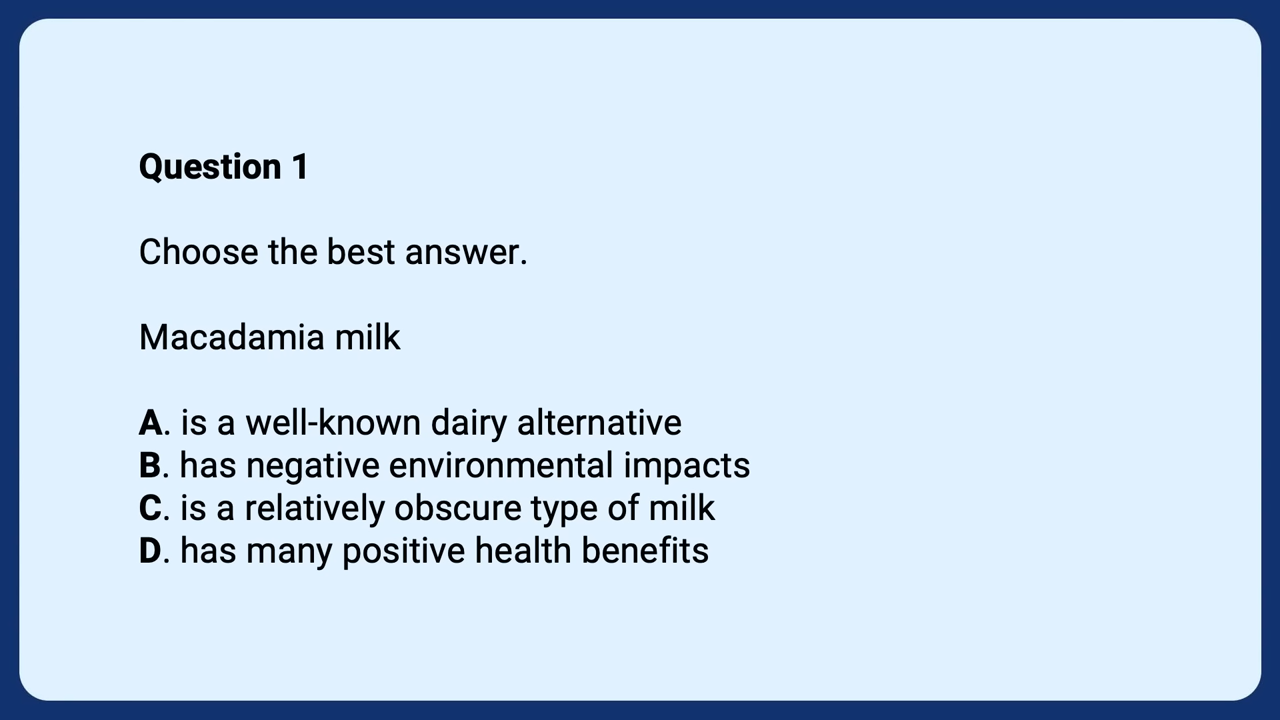 Question 1
Choose the best answer.
Macadamia milk
A. is a well-known dairy alternative
B. has negative environmental impacts
C. is a relatively obscure type of milk
D. has many positive health benefits